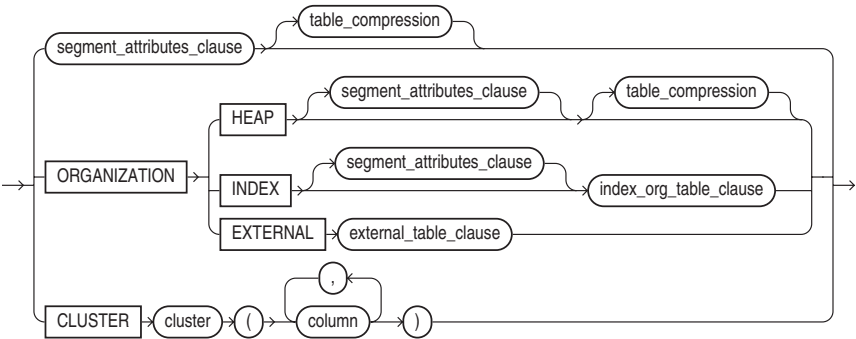 table_compression
segment_attributes_clause
segment_attributes_clause table_compression
HEAP
segment_attributes_clause
ORGANIZATION
INDEX index_org_table_clause
EXTERNAL external_table_clause
,
CLUSTER cluster ( column )